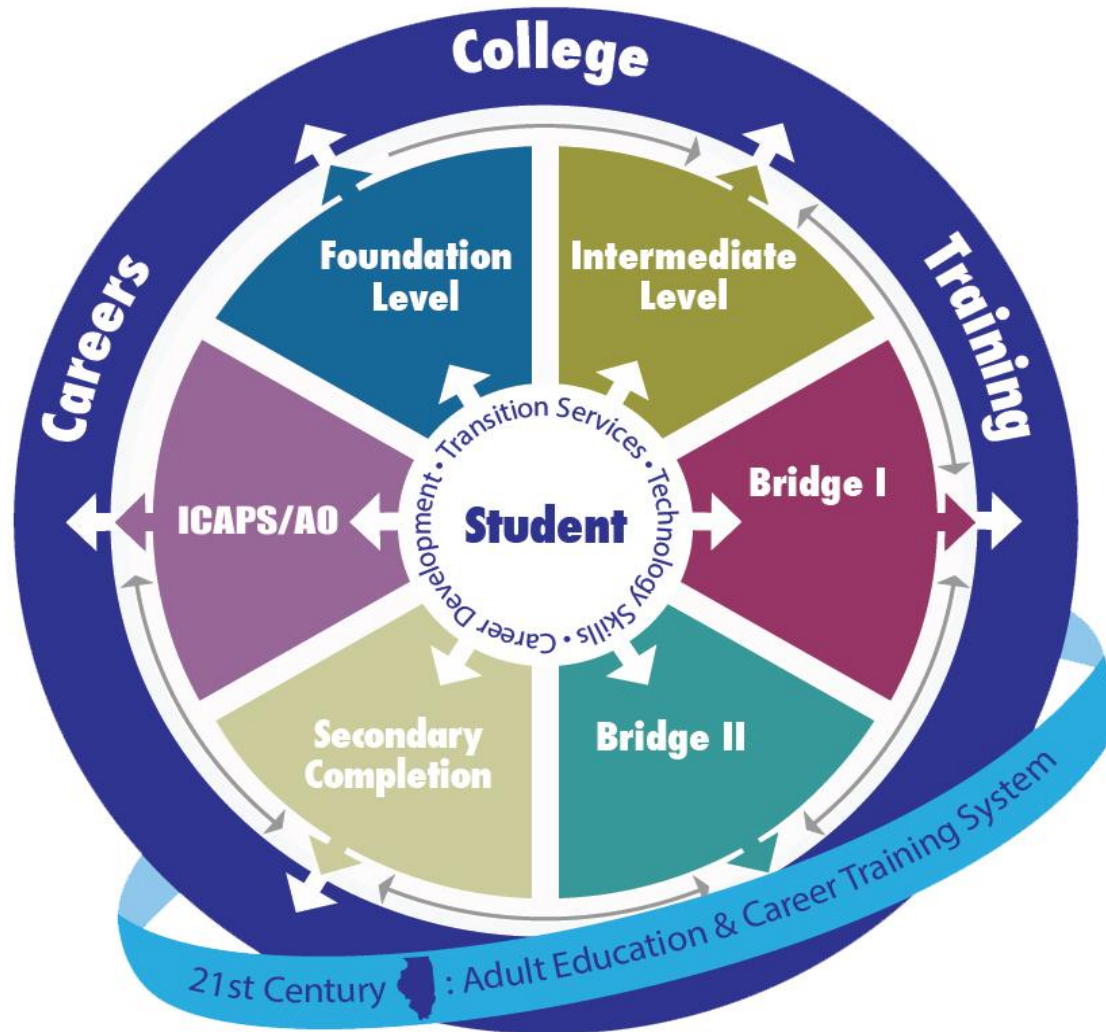 College
Careers
Training
Foundation
Level
Intermediate
Level
ICAPS/AO
Bridge I
Transition Services • Technology Skills • Career Development •
Student
Secondary
Completion
Bridge II
21st Century : Adult Education & Career Training System